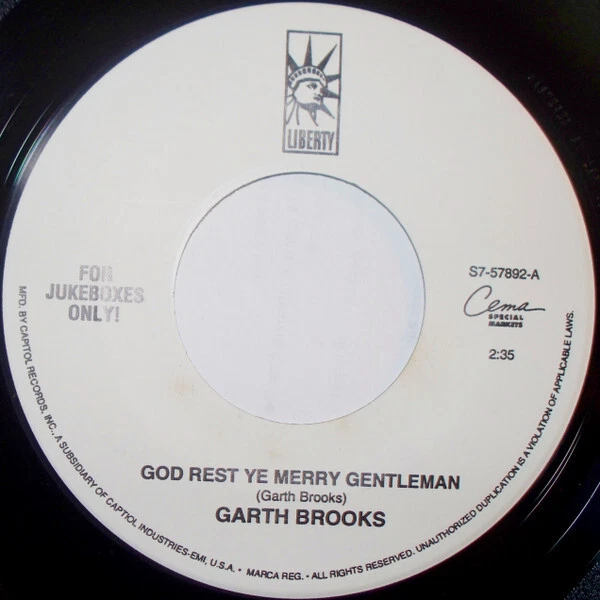 LIBERTY
FOR
JUKEBOXES
ONLY!
S7-57892-A
Cema
SPECIAL
MARKETS
2:35
GOD REST YE MERRY GENTLEMAN
(Garth Brooks)
GARTH BROOKS
MFD. BY CAPITOL RECORDS, INC., A SUBSIDIARY OF CAPTIOL INDUSTRIES-EMI, U.S.A. • MARCA REG. • ALL RIGHTS RESERVED. UNAUTHORIZED DUPLICATION IS A VIOLATION OF APPLICABLE LAWS.